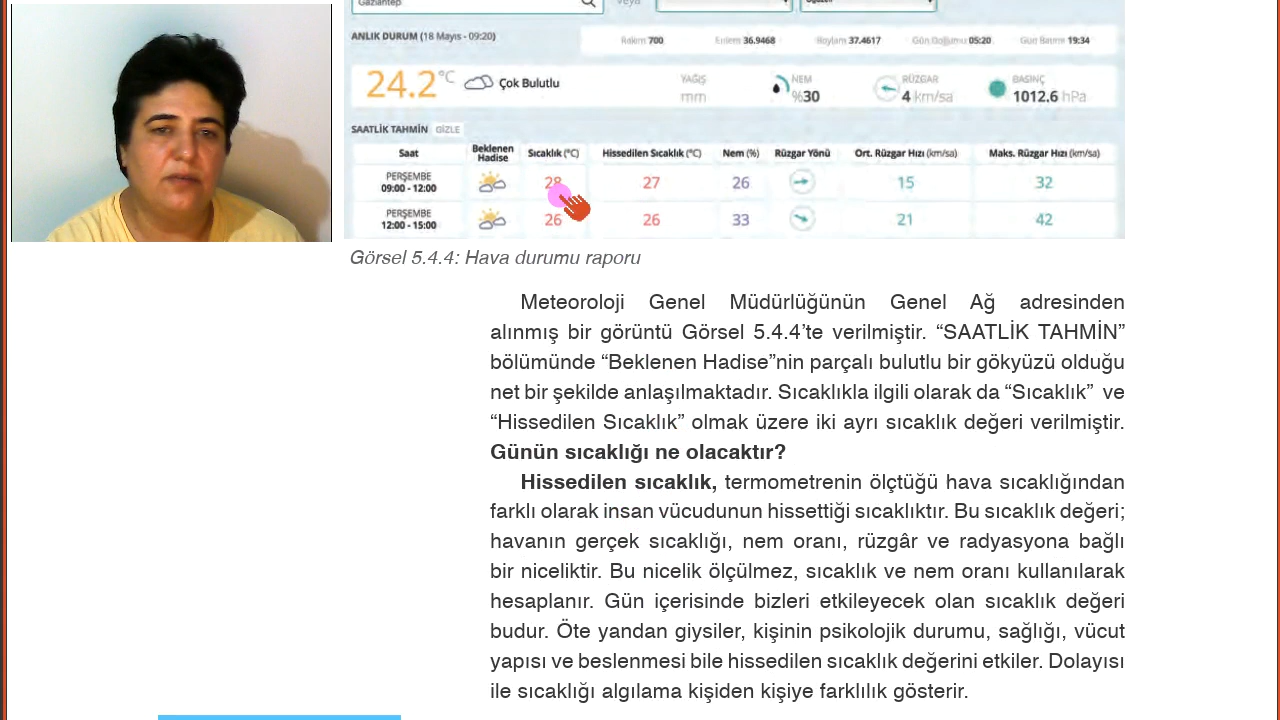 Gaziantep
veya
ANLIK DURUM (18 Mayıs - 09:20)
Rakım 700 Enlem 36.9468 Boylam 37.4617 Gün Doğumu 05:20 Gün Batımı 19:34
24.2 °C Çok Bulutlu
YAĞIŞ mm
NEM %30
RÜZGAR 4 km/sa
BASINÇ 1012.6 hPa
SAATLİK TAHMİN GİZLE
Saat Beklenen Hadise Sıcaklık (°C) Hissedilen Sıcaklık (°C) Nem (%) Rüzgar Yönü Ort. Rüzgar Hızı (km/sa) Maks. Rüzgar Hızı (km/sa)
PERŞEMBE 09:00 - 12:00 28 27 26 15 32
PERŞEMBE 12:00 - 15:00 26 26 33 21 42
Görsel 5.4.4: Hava durumu raporu
Meteoroloji Genel Müdürlüğünün Genel Ağ adresinden
alınmış bir görüntü Görsel 5.4.4’te verilmiştir. “SAATLİK TAHMİN”
bölümünde “Beklenen Hadise”nin parçalı bulutlu bir gökyüzü olduğu
net bir şekilde anlaşılmaktadır. Sıcaklıkla ilgili olarak da “Sıcaklık” ve
“Hissedilen Sıcaklık” olmak üzere iki ayrı sıcaklık değeri verilmiştir.
Günün sıcaklığı ne olacaktır?
Hissedilen sıcaklık, termometrenin ölçtüğü hava sıcaklığından
farklı olarak insan vücudunun hissettiği sıcaklıktır. Bu sıcaklık değeri;
havanın gerçek sıcaklığı, nem oranı, rüzgâr ve radyasyona bağlı
bir niceliktir. Bu nicelik ölçülmez, sıcaklık ve nem oranı kullanılarak
hesaplanır. Gün içerisinde bizleri etkileyecek olan sıcaklık değeri
budur. Öte yandan giysiler, kişinin psikolojik durumu, sağlığı, vücut
yapısı ve beslenmesi bile hissedilen sıcaklık değerini etkiler. Dolayısı
ile sıcaklığı algılama kişiden kişiye farklılık gösterir.